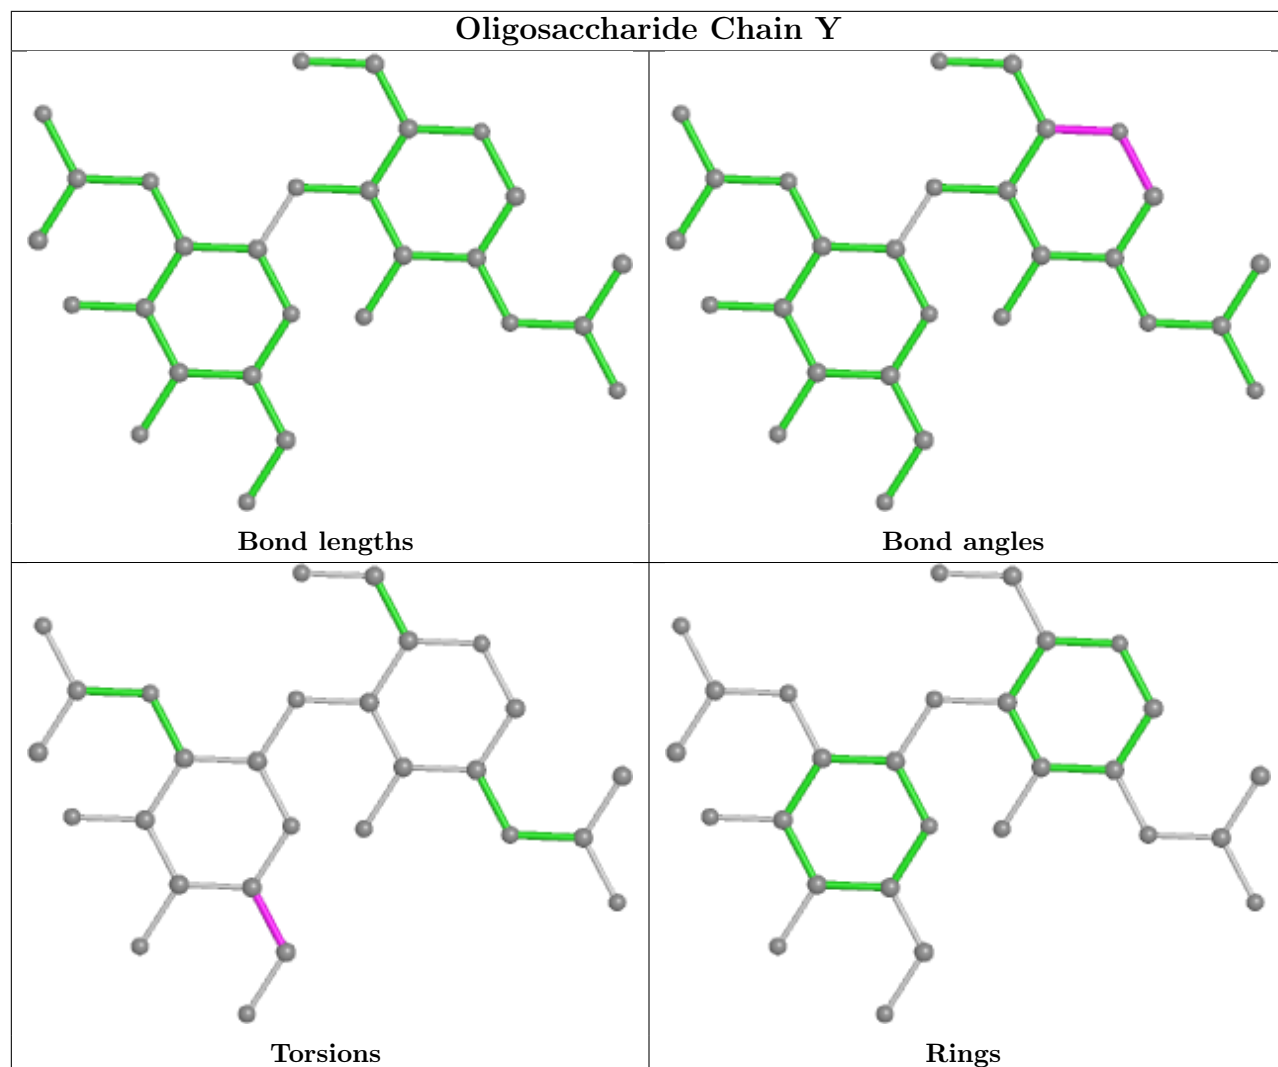 Oligosaccharide Chain Y
Bond lengths
Bond angles
Torsions
Rings